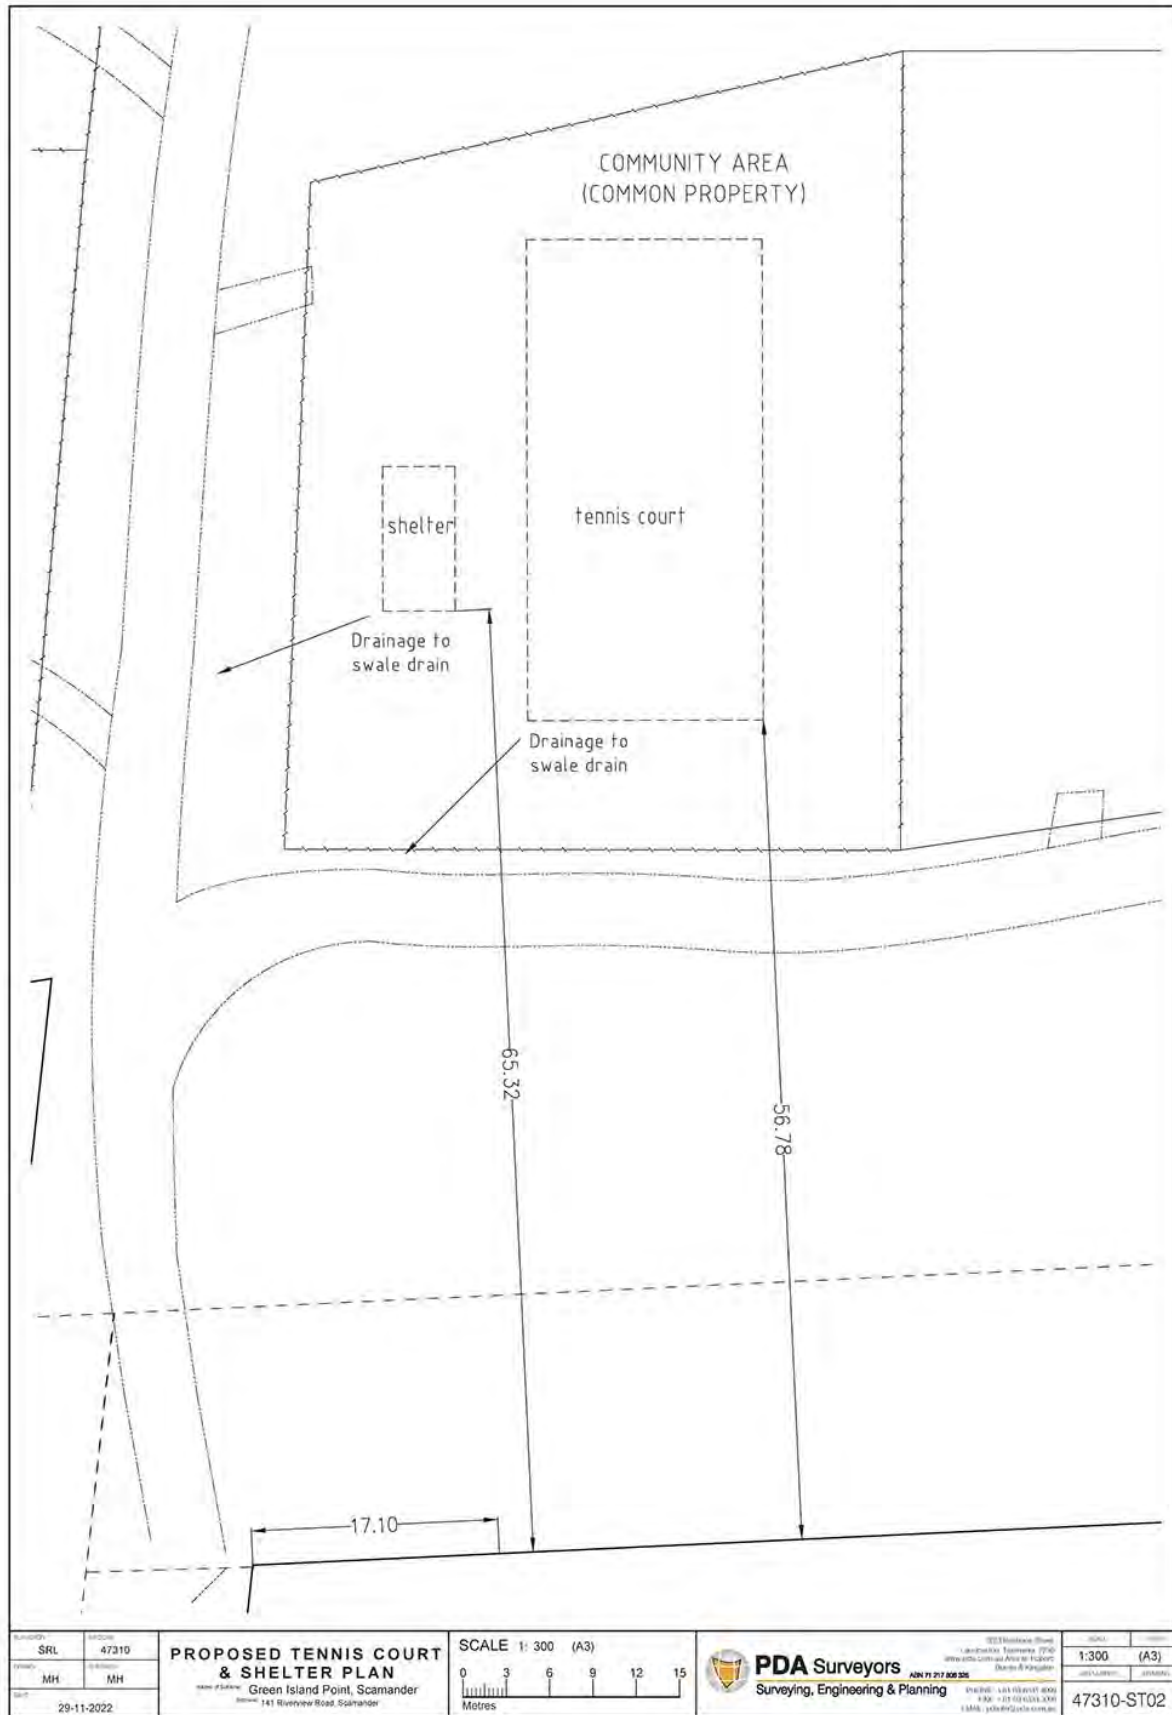 COMMUNITY AREA
(COMMON PROPERTY)
shelter
tennis court
Drainage to
swale drain
Drainage to
swale drain
65.32
56.78
17.10
SRL
47310
MH
MH
29-11-2022
PROPOSED TENNIS COURT
& SHELTER PLAN
Green Island Point, Scamander
141 Riverview Road, Scamander
SCALE 1: 300 (A3)
0 3 6 9 12 15
Metres
PDA Surveyors
Surveying, Engineering & Planning
1:300 (A3)
47310-ST02